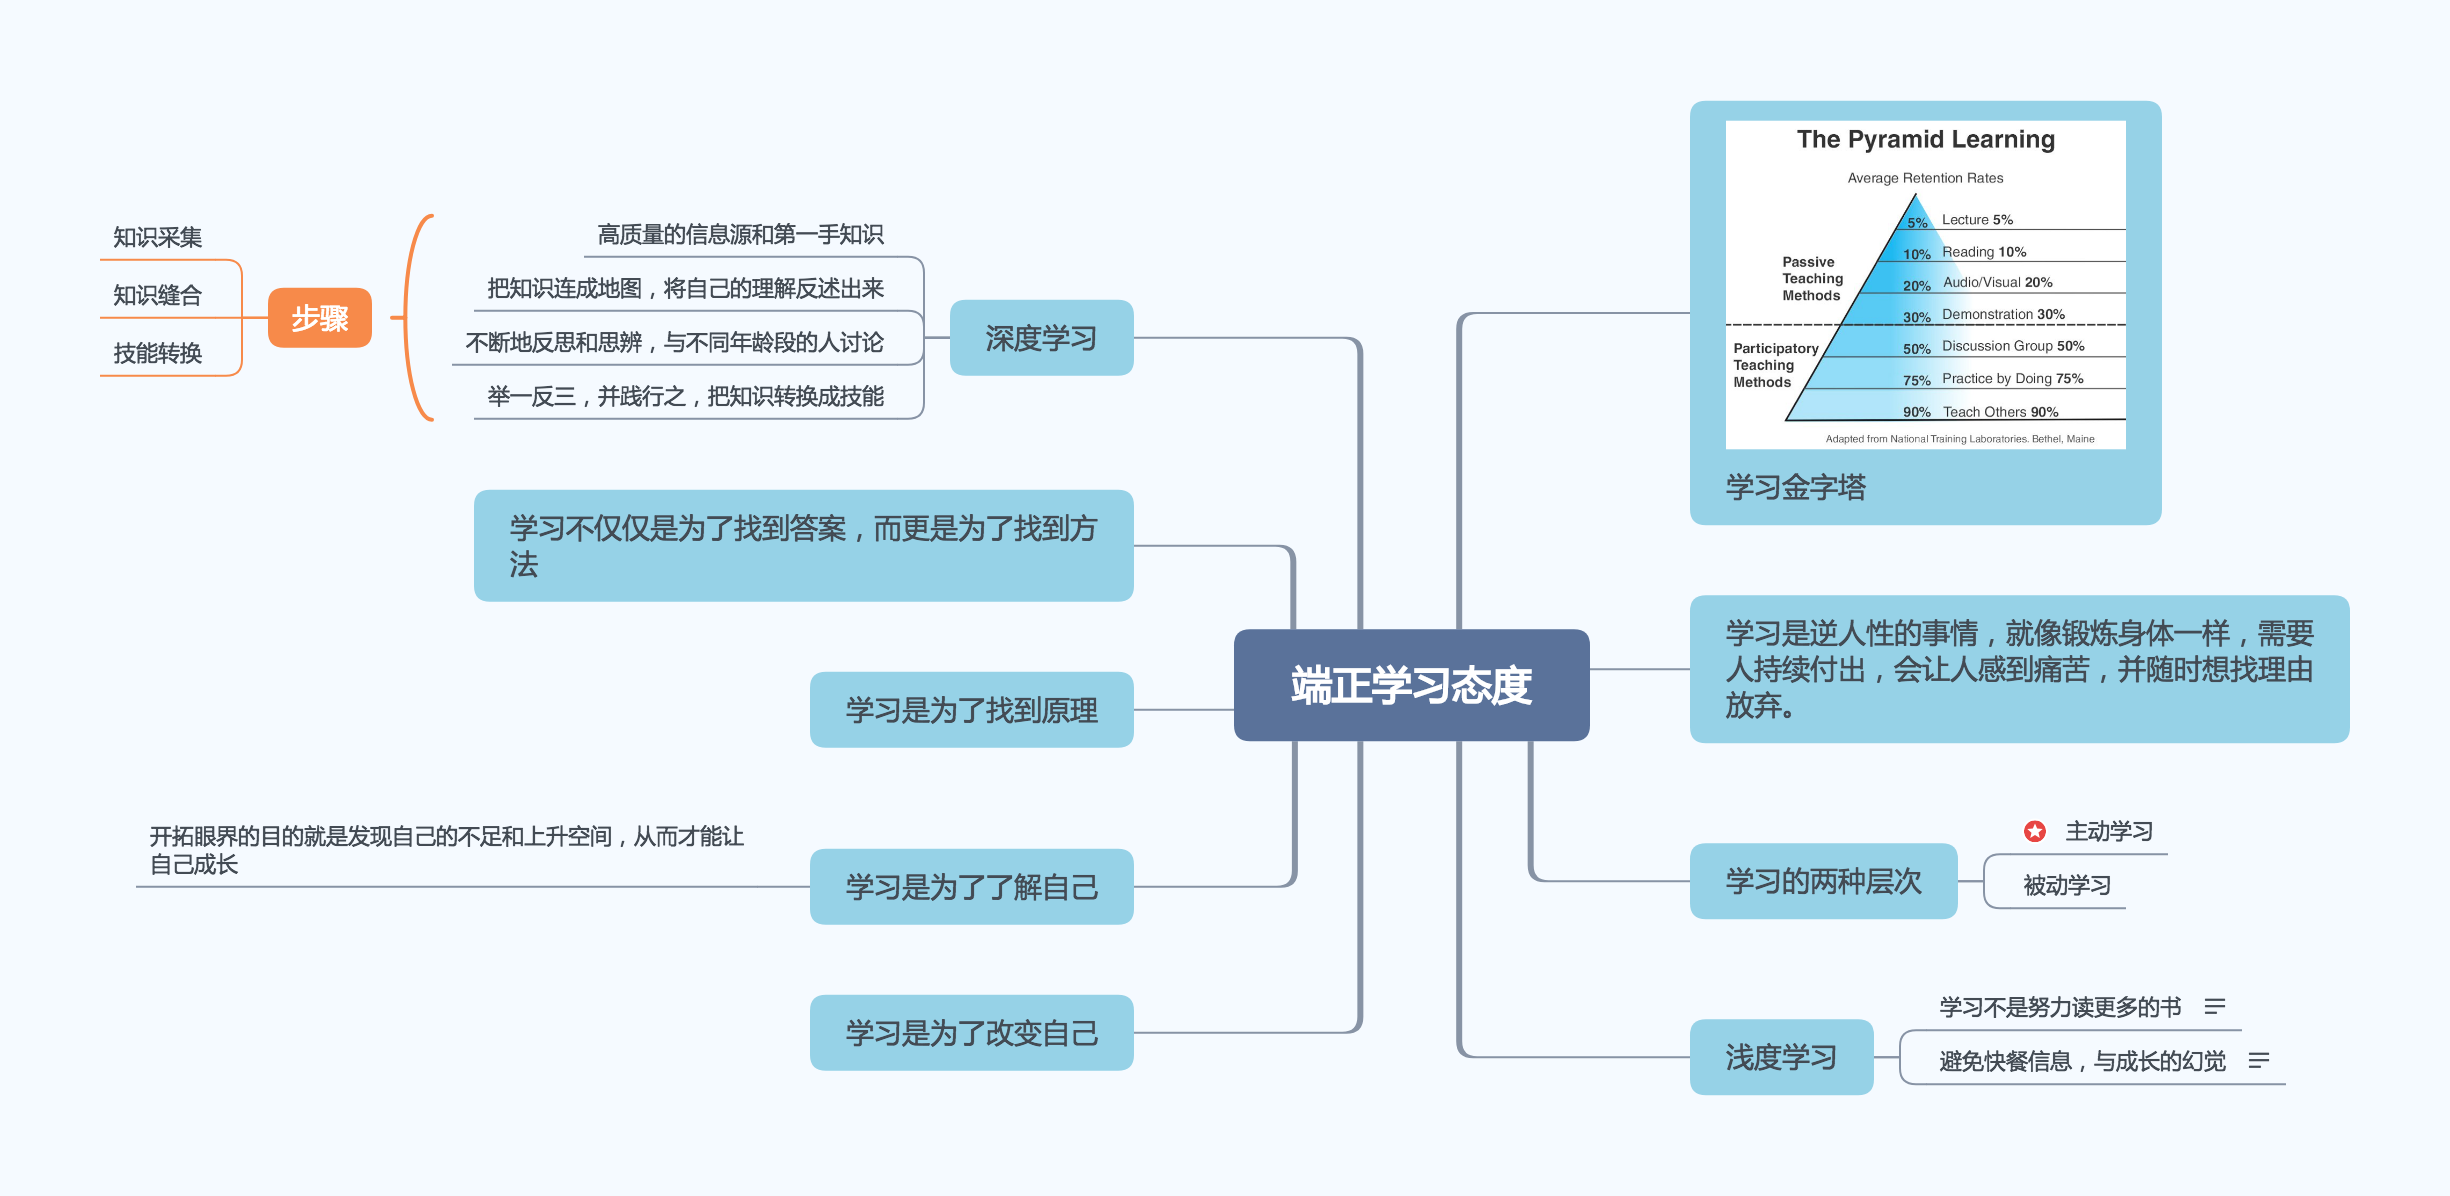 端正学习态度
The Pyramid Learning
Average Retention Rates
5% Lecture 5%
10% Reading 10%
20% Audio/Visual 20%
30% Demonstration 30%
50% Discussion Group 50%
75% Practice by Doing 75%
90% Teach Others 90%
Passive
Teaching
Methods
Participatory
Teaching
Methods
Adapted from National Training Laboratories. Bethel, Maine
学习金字塔
学习是逆人性的事情，就像锻炼身体一样，需要
人持续付出，会让人感到痛苦，并随时想找理由
放弃。
学习的两种层次
主动学习
被动学习
浅度学习
学习不是努力读更多的书
避免快餐信息，与成长的幻觉
深度学习
高质量的信息源和第一手知识
把知识连成地图，将自己的理解反述出来
不断地反思和思辨，与不同年龄段的人讨论
举一反三，并践行之，把知识转换成技能
步骤
知识采集
知识缝合
技能转换
学习不仅仅是为了找到答案，而更是为了找到方
法
学习是为了找到原理
学习是为了了解自己
开拓眼界的目的就是发现自己的不足和上升空间，从而才能让
自己成长
学习是为了改变自己